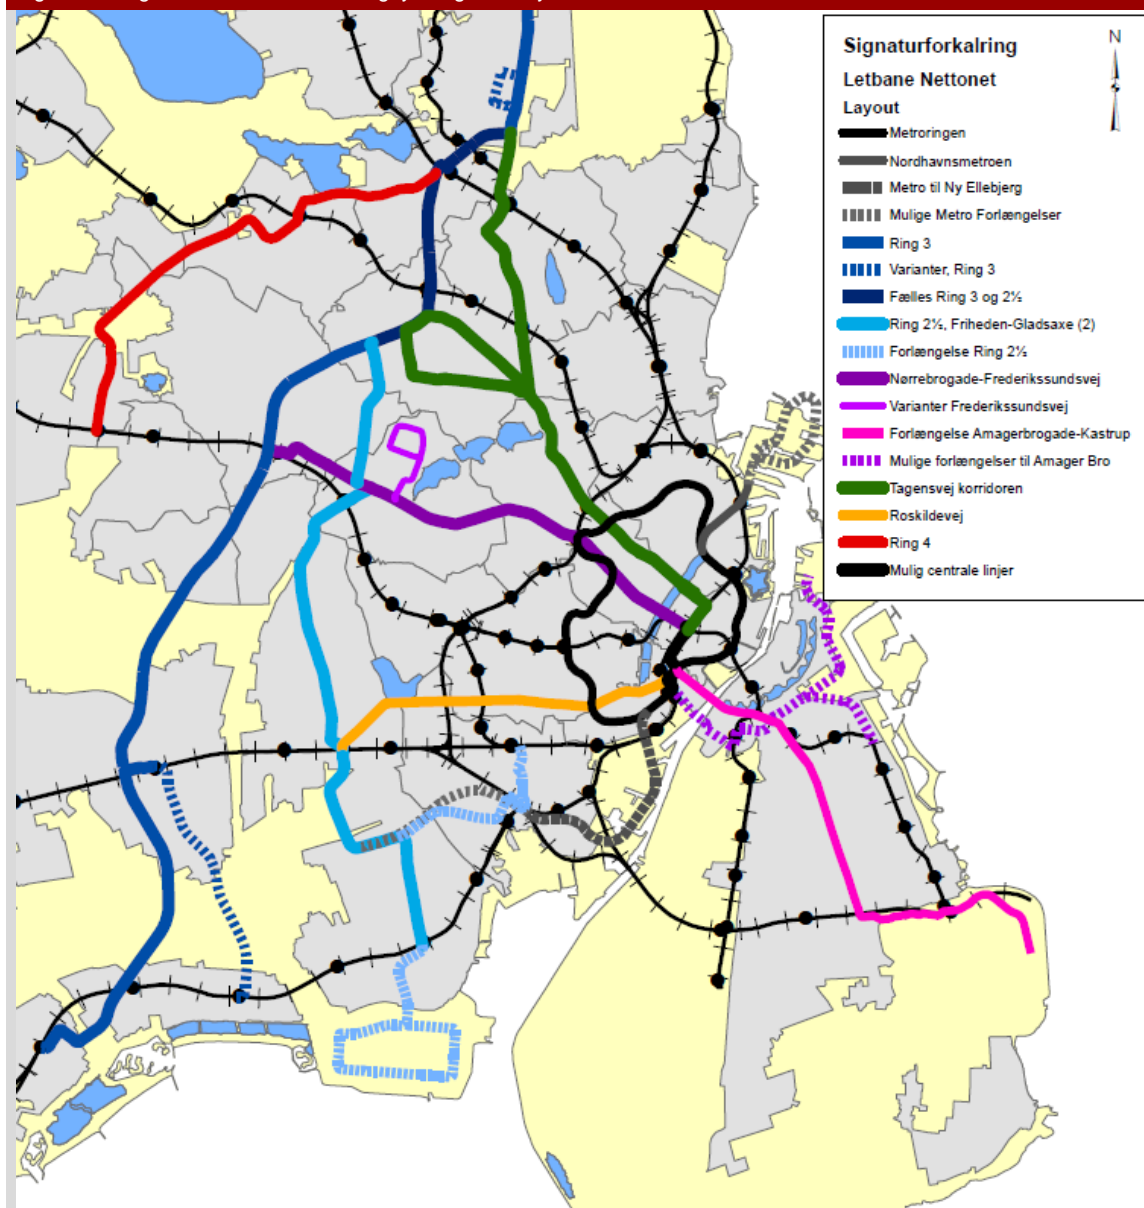 Signaturforkalring
N
Letbane Nettonet
Layout
Metroringen
Nordhavnsmetroen
Metro til Ny Ellebjerg
Mulige Metro Forlængelser
Ring 3
Varianter, Ring 3
Fælles Ring 3 og 2½
Ring 2½, Friheden-Gladsaxe (2)
Forlængelse Ring 2½
Nørrebrogade-Frederikssundsvej
Varianter Frederikssundsvej
Forlængelse Amagerbrogade-Kastrup
Mulige forlængelser til Amager Bro
Tagensvej korridoren
Roskildevej
Ring 4
Mulig centrale linjer